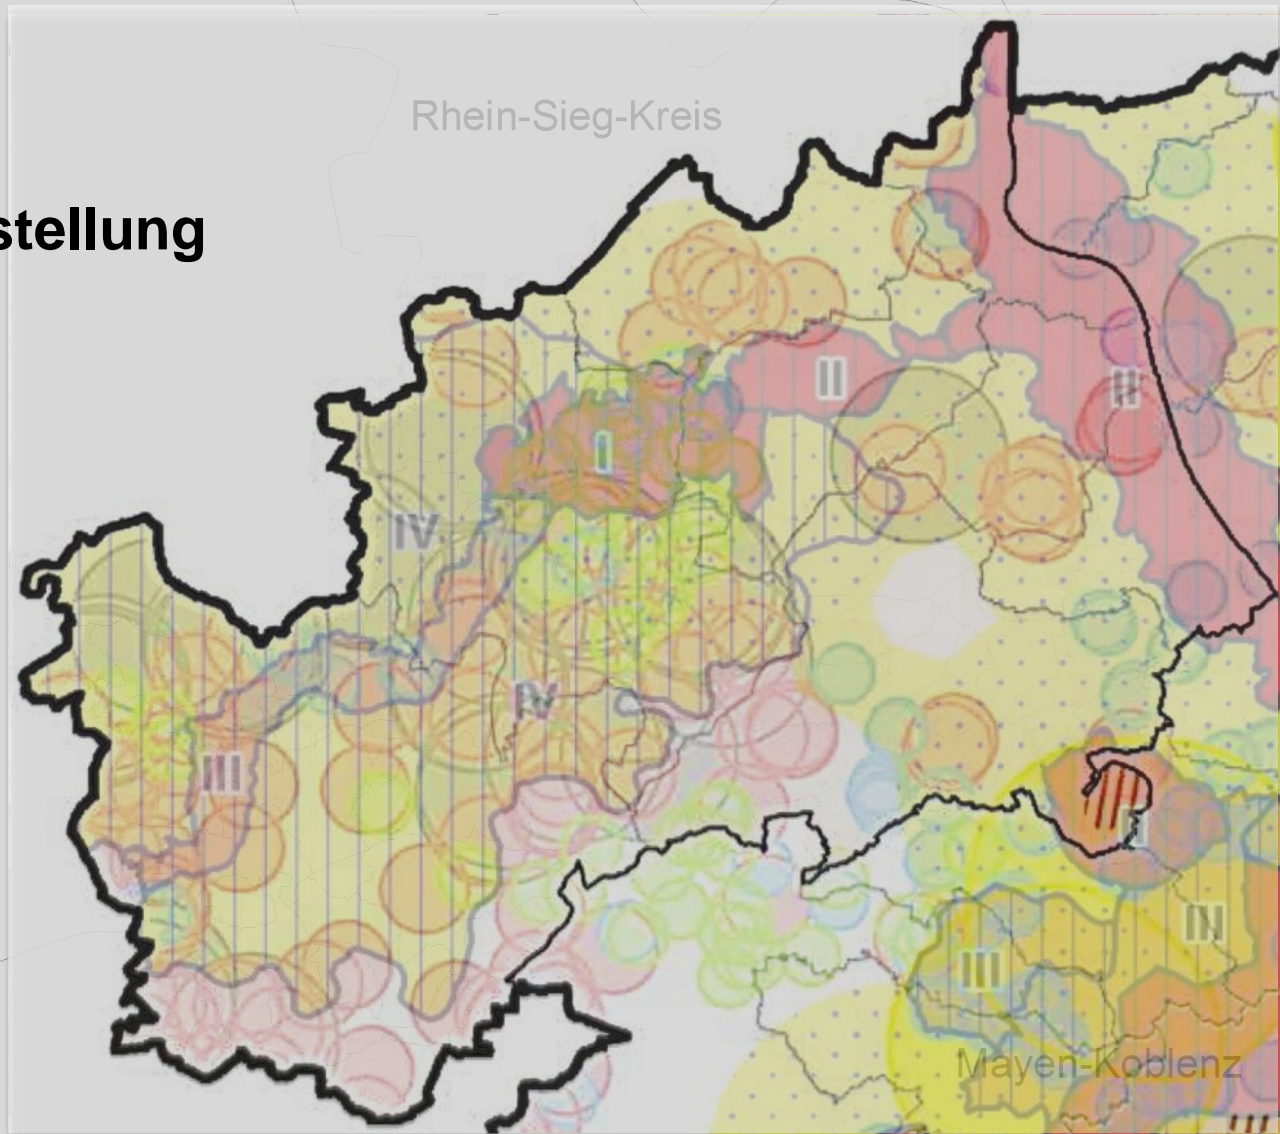 Rhein-Sieg-Kreis
stellung
II
II
I
IV
IV
III
III
III
Mayen-Koblenz